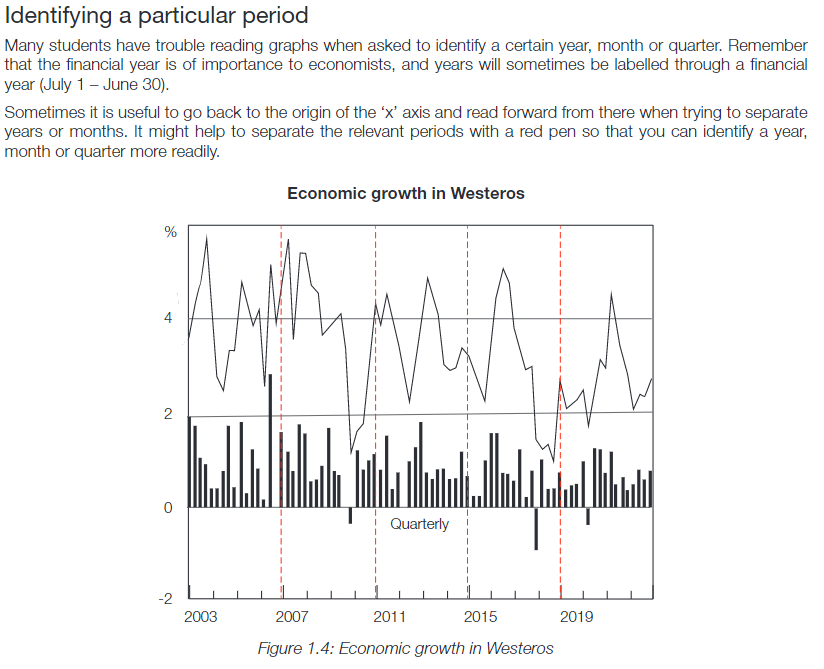 Identifying a particular period
Many students have trouble reading graphs when asked to identify a certain year, month or quarter. Remember
that the financial year is of importance to economists, and years will sometimes be labelled through a financial
year (July 1 – June 30).
Sometimes it is useful to go back to the origin of the ‘x’ axis and read forward from there when trying to separate
years or months. It might help to separate the relevant periods with a red pen so that you can identify a year,
month or quarter more readily.
Economic growth in Westeros
%
4
2
0
Quarterly
-2
2003 2007 2011 2015 2019
Figure 1.4: Economic growth in Westeros